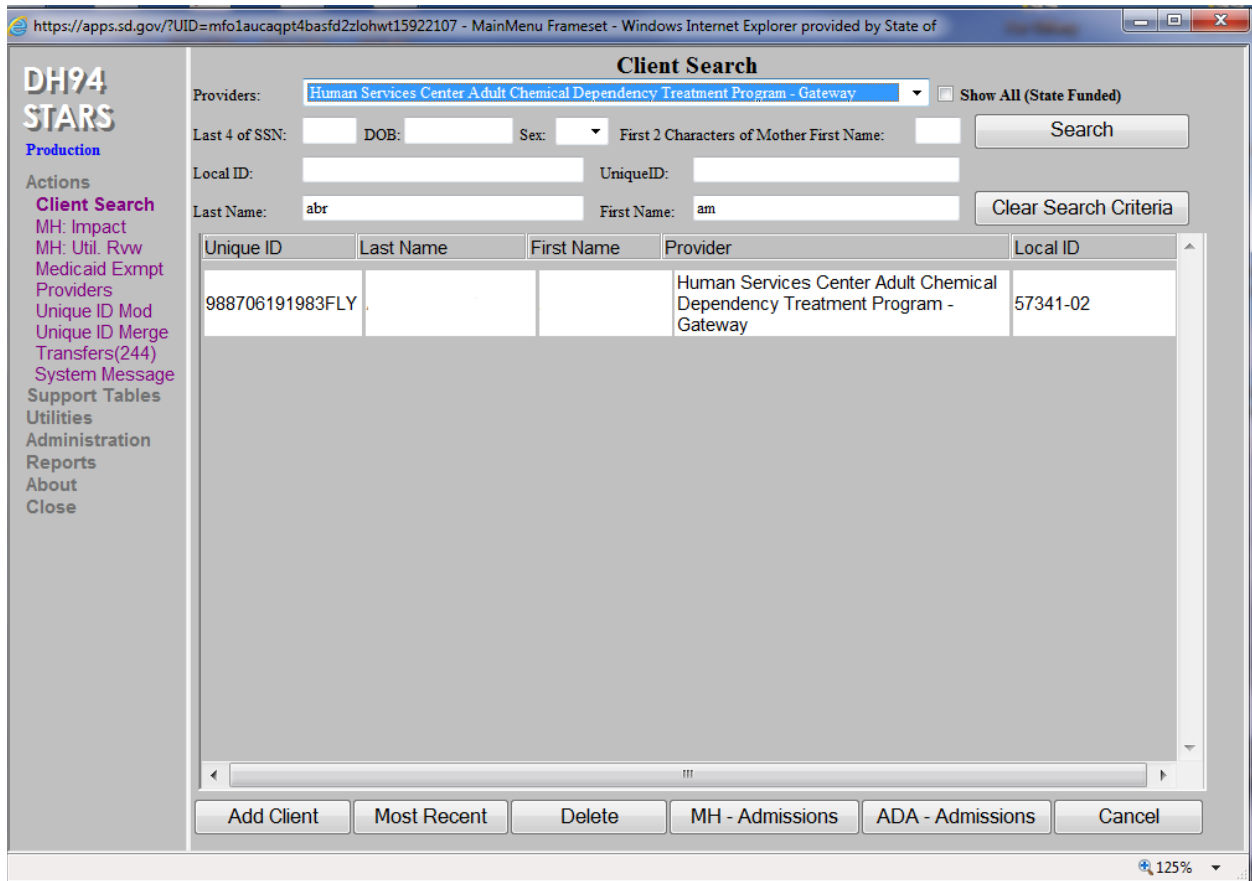 https://apps.sd.gov/?UID=mfo1aucaqpt4basfd2zlohwt15922107 - MainMenu Frameset - Windows Internet Explorer provided by State of
DH94
STARS
Production
Actions
Client Search
MH: Impact
MH: Util. Rvw
Medicaid Exmpt
Providers
Unique ID Mod
Unique ID Merge
Transfers(244)
System Message
Support Tables
Utilities
Administration
Reports
About
Close
Client Search
Providers: Human Services Center Adult Chemical Dependency Treatment Program - Gateway Show All (State Funded)
Last 4 of SSN: DOB: Sex: First 2 Characters of Mother First Name: Search
Local ID: UniqueID:
Last Name: abr First Name: am Clear Search Criteria
Unique ID Last Name First Name Provider Local ID
Human Services Center Adult Chemical
988706191983FLY Dependency Treatment Program - 57341-02
Gateway
Add Client Most Recent Delete MH - Admissions ADA - Admissions Cancel
125%